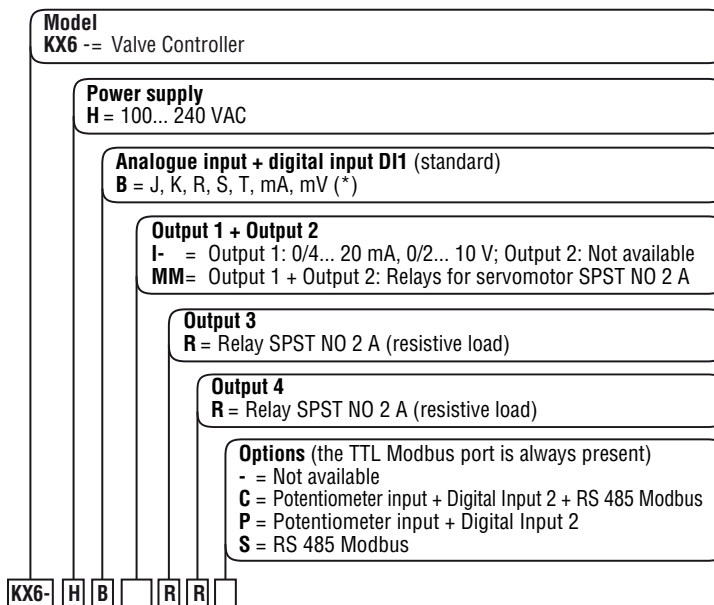 Model
KX6 -= Valve Controller
Power supply
H = 100... 240 VAC
Analogue input + digital input DI1 (standard)
B = J, K, R, S, T, mA, mV (*)
Output 1 + Output 2
I- = Output 1: 0/4... 20 mA, 0/2... 10 V; Output 2: Not available
MM= Output 1 + Output 2: Relays for servomotor SPST NO 2 A
Output 3
R = Relay SPST NO 2 A (resistive load)
Output 4
R = Relay SPST NO 2 A (resistive load)
Options (the TTL Modbus port is always present)
- = Not available
C = Potentiometer input + Digital Input 2 + RS 485 Modbus
P = Potentiometer input + Digital Input 2
S = RS 485 Modbus
KX6- H B R R